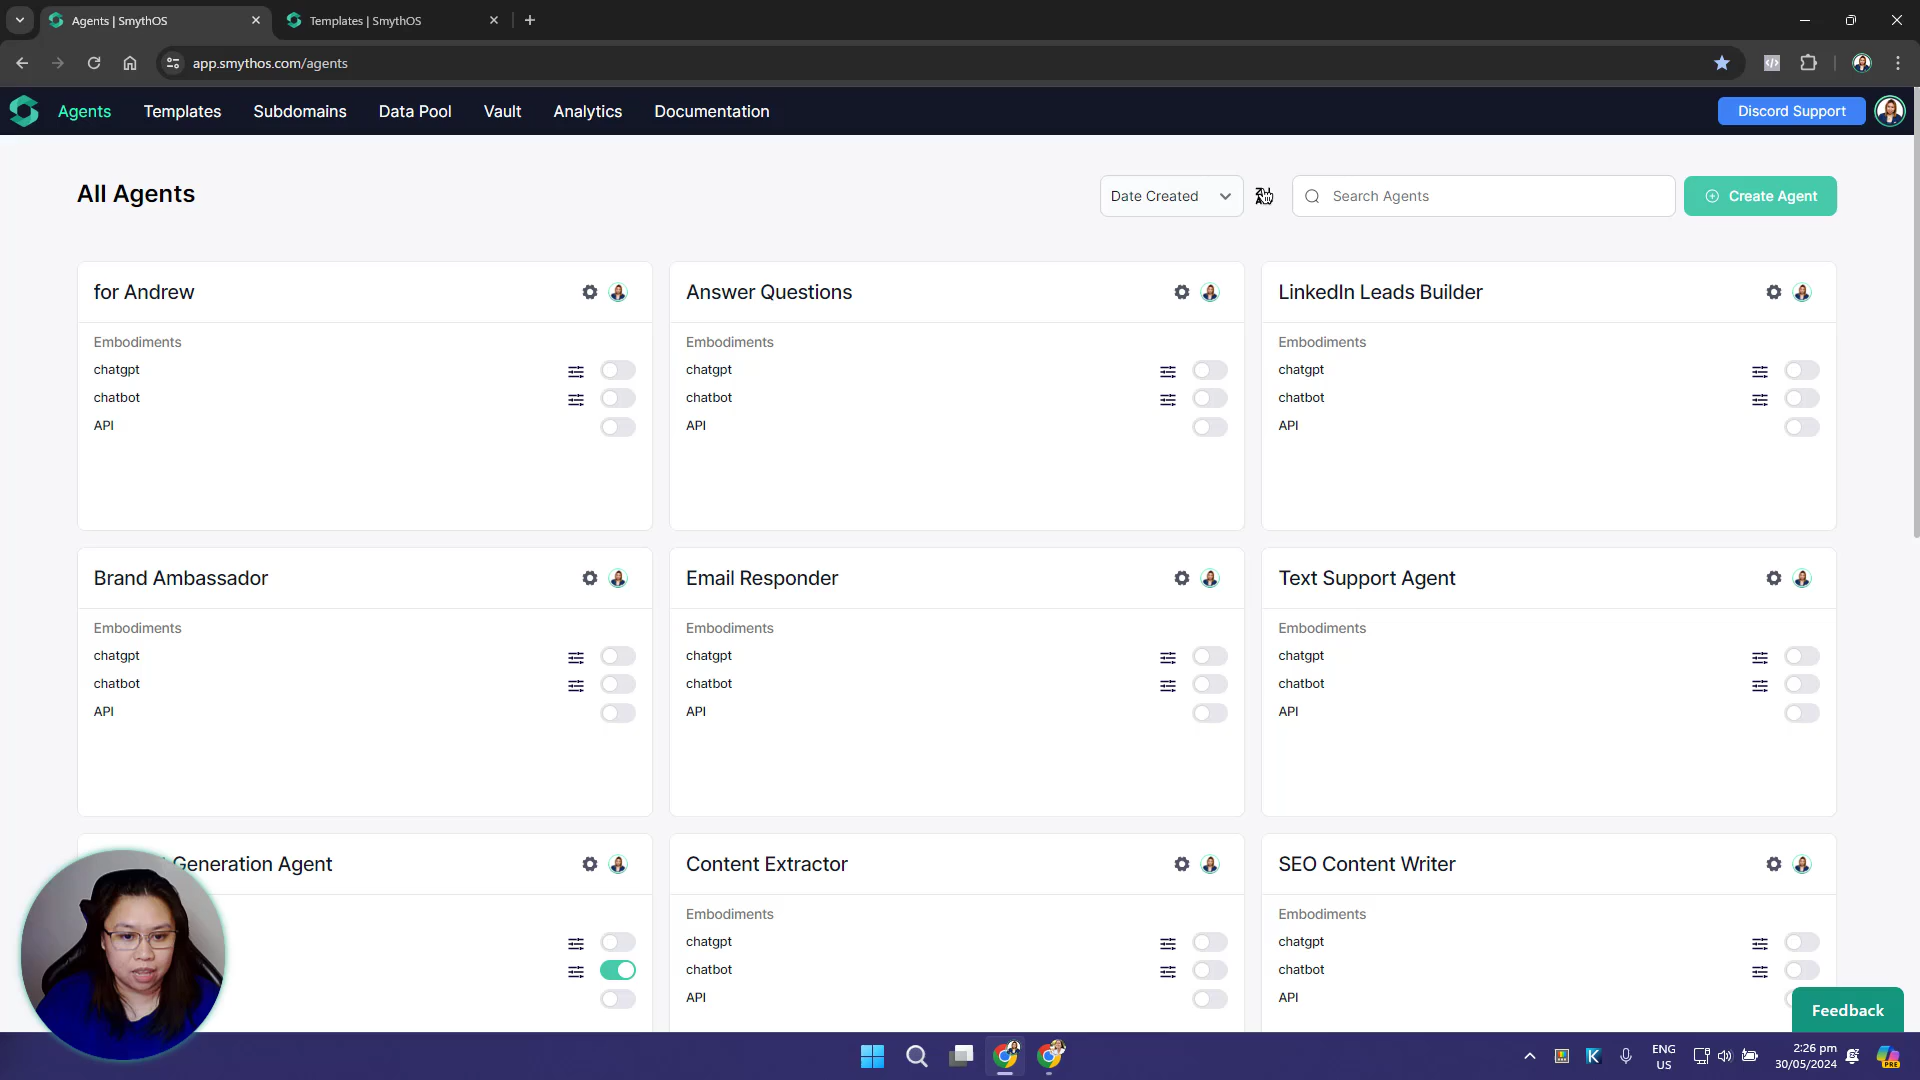 Agents | SmythOS
Templates | SmythOS
app.smythos.com/agents
Agents
Templates
Subdomains
Data Pool
Vault
Analytics
Documentation
Discord Support
All Agents
Date Created
Search Agents
Create Agent
for Andrew
Embodiments
chatgpt
chatbot
API
Answer Questions
Embodiments
chatgpt
chatbot
API
LinkedIn Leads Builder
Embodiments
chatgpt
chatbot
API
Brand Ambassador
Embodiments
chatgpt
chatbot
API
Email Responder
Embodiments
chatgpt
chatbot
API
Text Support Agent
Embodiments
chatgpt
chatbot
API
Generation Agent
Content Extractor
Embodiments
chatgpt
chatbot
API
SEO Content Writer
Embodiments
chatgpt
chatbot
API
Feedback
ENG
US
2:26 pm
30/05/2024
PRE